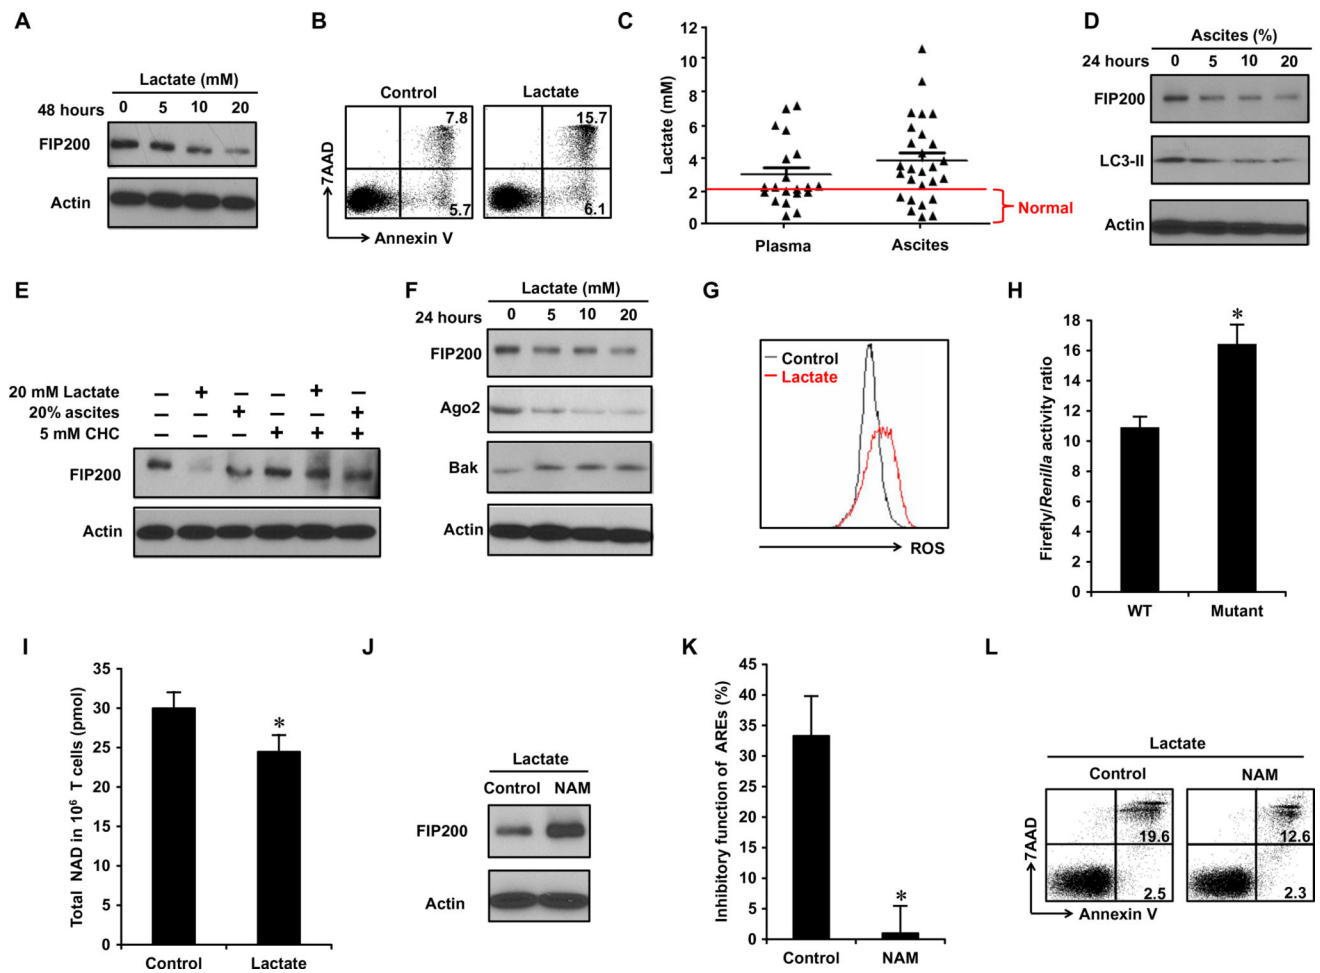 A
Lactate (mM)
48 hours 0 5 10 20
FIP200
Actin
B
Control Lactate
7.8 15.7
5.7 6.1
7AAD
Annexin V
C
Lactate (mM)
12
10
8
6
4
2
0
Normal
Plasma Ascites
D
Ascites (%)
24 hours 0 5 10 20
FIP200
LC3-II
Actin
E
20 mM Lactate – + – – + –
20% ascites – – + – – +
5 mM CHC – – – + + +
FIP200
Actin
F
Lactate (mM)
24 hours 0 5 10 20
FIP200
Ago2
Bak
Actin
G
Control
Lactate
ROS
H
Firefly/Renilla activity ratio
18
16
14
12
10
8
6
4
2
0
*
WT Mutant
I
Total NAD in 10⁶ T cells (pmol)
35
30
25
20
15
10
5
0
*
Control Lactate
J
Lactate
Control NAM
FIP200
Actin
K
Inhibitory function of AREs (%)
45
40
35
30
25
20
15
10
5
0
*
Control NAM
L
Lactate
Control NAM
19.6 12.6
2.5 2.3
7AAD
Annexin V